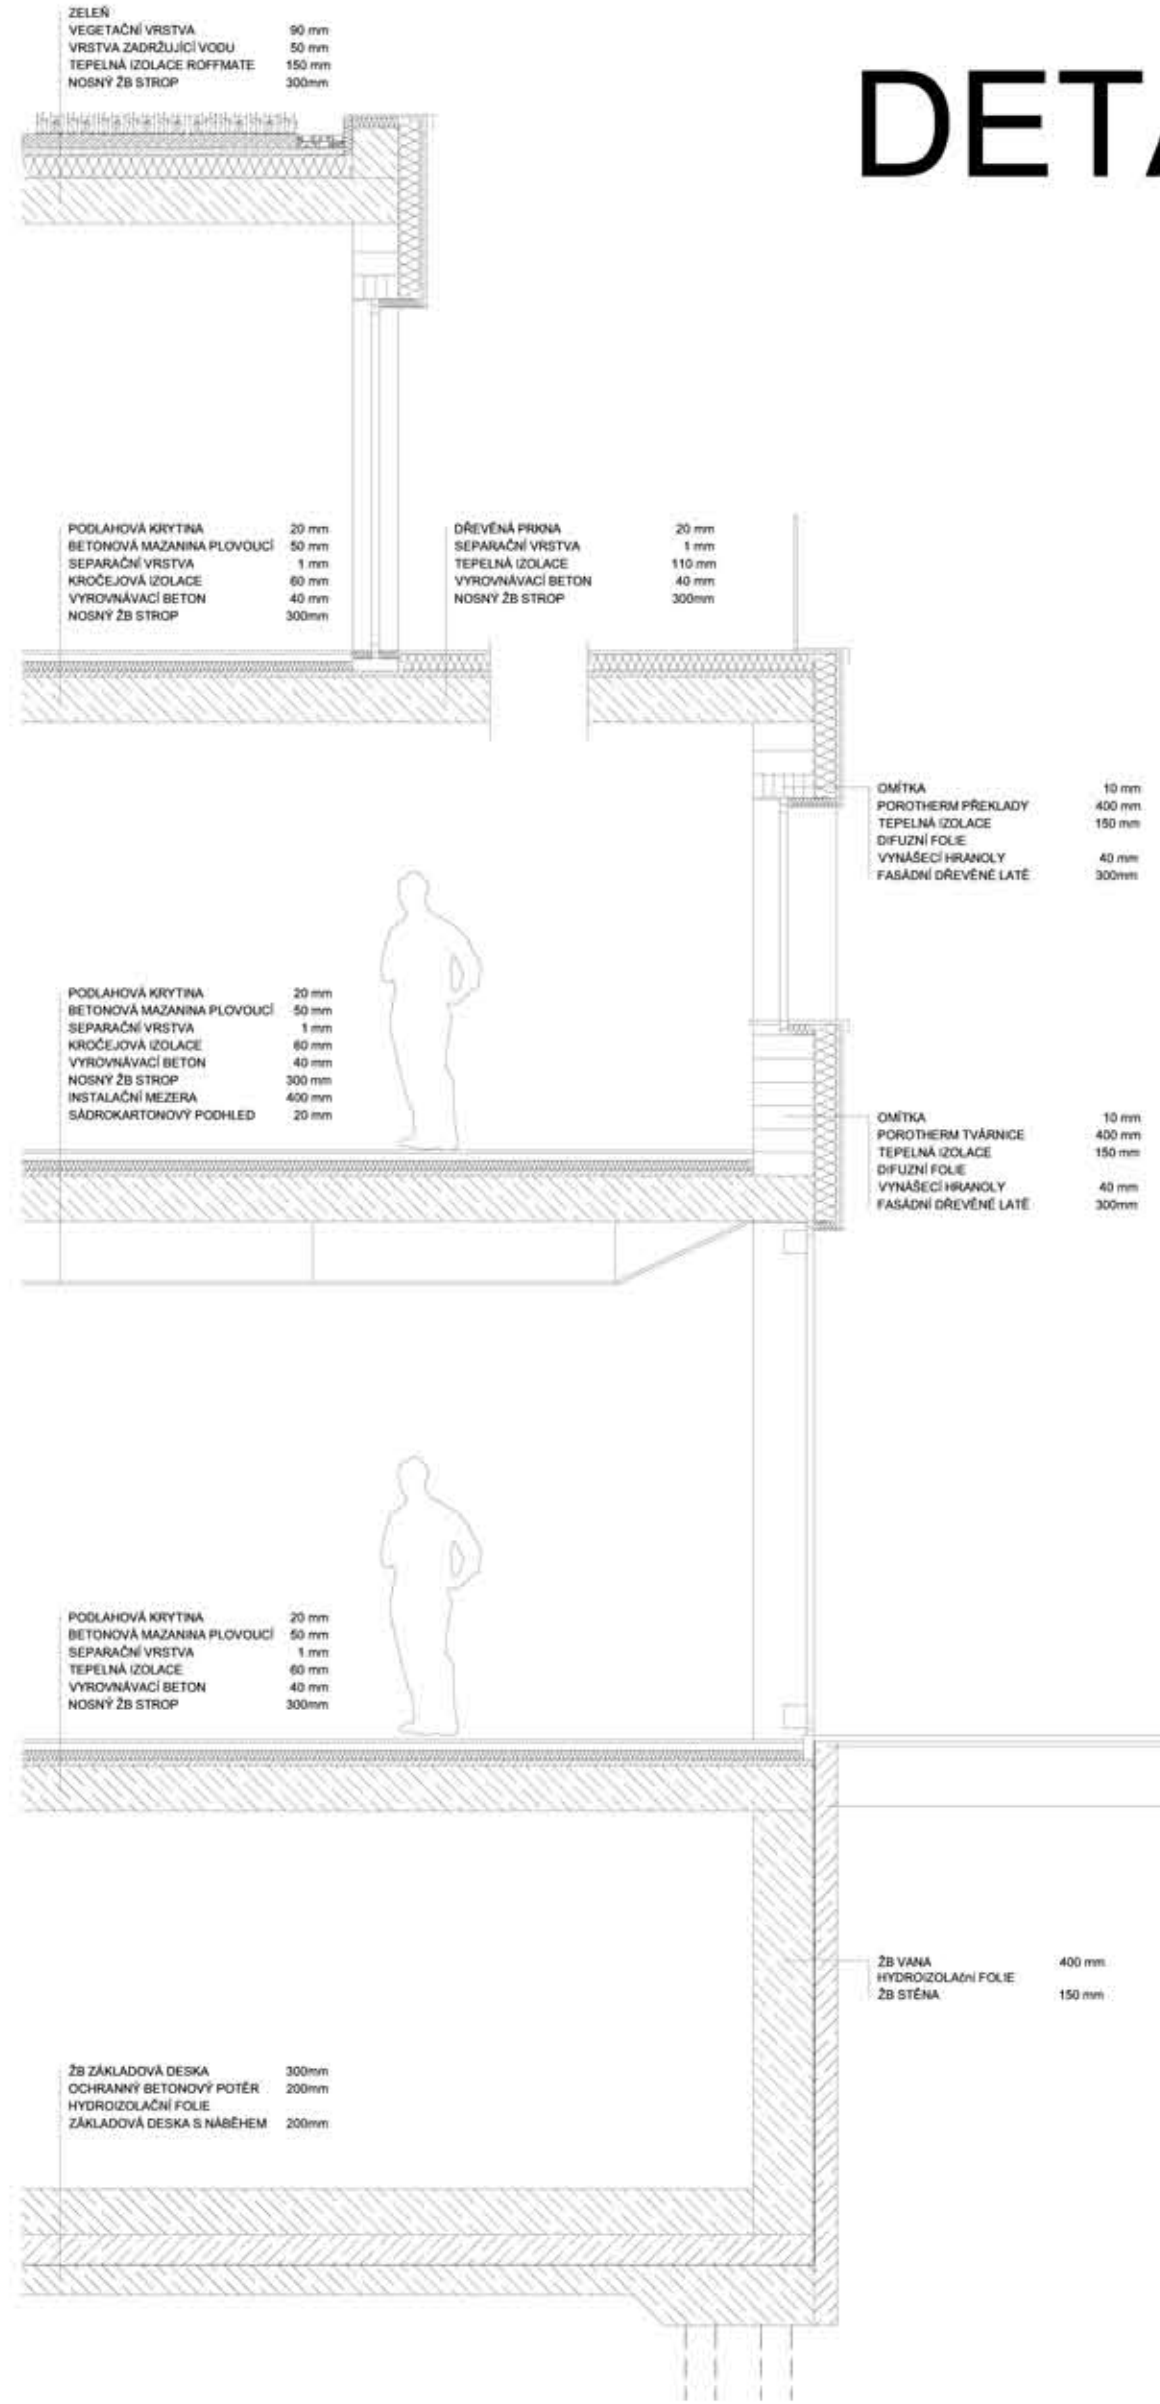 DETA
ZELEŇ
VEGETAČNÍ VRSTVA 90 mm
VRSTVA ZADRŽUJÍCÍ VODU 50 mm
TEPELNÁ IZOLACE ROFFMATE 150 mm
NOSNÝ ŽB STROP 300mm
PODLAHOVÁ KRYTINA 20 mm
BETONOVÁ MAZANINA PLOVOUCÍ 50 mm
SEPARAČNÍ VRSTVA 1 mm
KROČEJOVÁ IZOLACE 60 mm
VYROVNÁVACÍ BETON 40 mm
NOSNÝ ŽB STROP 300mm
DŘEVĚNÁ PRKNA 20 mm
SEPARAČNÍ VRSTVA 1 mm
TEPELNÁ IZOLACE 110 mm
VYROVNÁVACÍ BETON 40 mm
NOSNÝ ŽB STROP 300mm
OMÍTKA 10 mm
POROTHERM PŘEKLADY 400 mm
TEPELNÁ IZOLACE 150 mm
DIFUZNÍ FOLIE
VYNÁŠECÍ HRANOLY 40 mm
FASÁDNÍ DŘEVĚNÉ LATĚ 300mm
PODLAHOVÁ KRYTINA 20 mm
BETONOVÁ MAZANINA PLOVOUCÍ 50 mm
SEPARAČNÍ VRSTVA 1 mm
KROČEJOVÁ IZOLACE 60 mm
VYROVNÁVACÍ BETON 40 mm
NOSNÝ ŽB STROP 300 mm
INSTALAČNÍ MEZERA 400 mm
SÁDROKARTONOVÝ PODHLED 20 mm
OMÍTKA 10 mm
POROTHERM TVÁRNICE 400 mm
TEPELNÁ IZOLACE 150 mm
DIFUZNÍ FOLIE
VYNÁŠECÍ HRANOLY 40 mm
FASÁDNÍ DŘEVĚNÉ LATĚ 300mm
PODLAHOVÁ KRYTINA 20 mm
BETONOVÁ MAZANINA PLOVOUCÍ 50 mm
SEPARAČNÍ VRSTVA 1 mm
TEPELNÁ IZOLACE 60 mm
VYROVNÁVACÍ BETON 40 mm
NOSNÝ ŽB STROP 300mm
ŽB VANA 400 mm
HYDROIZOLAční FOLIE
ŽB STĚNA 150 mm
ŽB ZÁKLADOVÁ DESKA 300mm
OCHRANNÝ BETONOVÝ POTĚR 200mm
HYDROIZOLAČNÍ FOLIE
ZÁKLADOVÁ DESKA S NÁBĚHEM 200mm